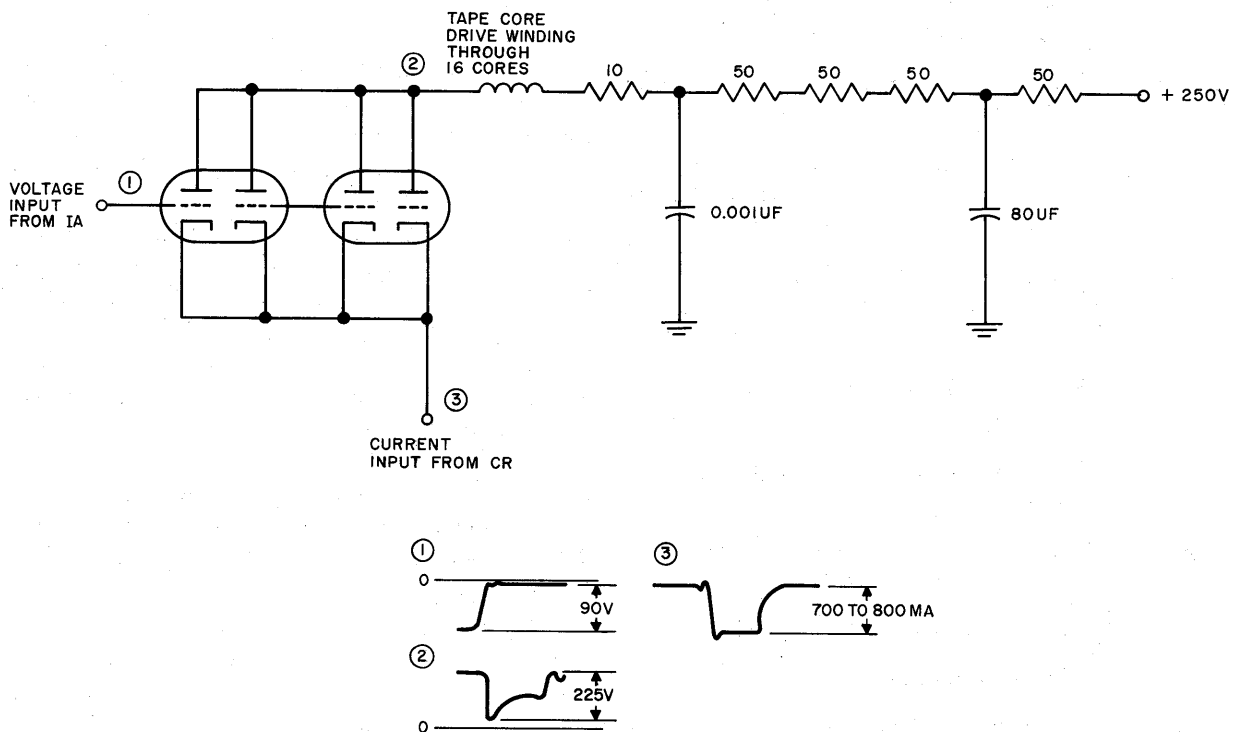 TAPE CORE
DRIVE WINDING
THROUGH
16 CORES
②
10
50
50
50
50
+ 250V
VOLTAGE
INPUT
FROM IA
①
0.001UF
80UF
③
CURRENT
INPUT FROM CR
①
0
90V
③
700 TO 800 MA
②
225V
0